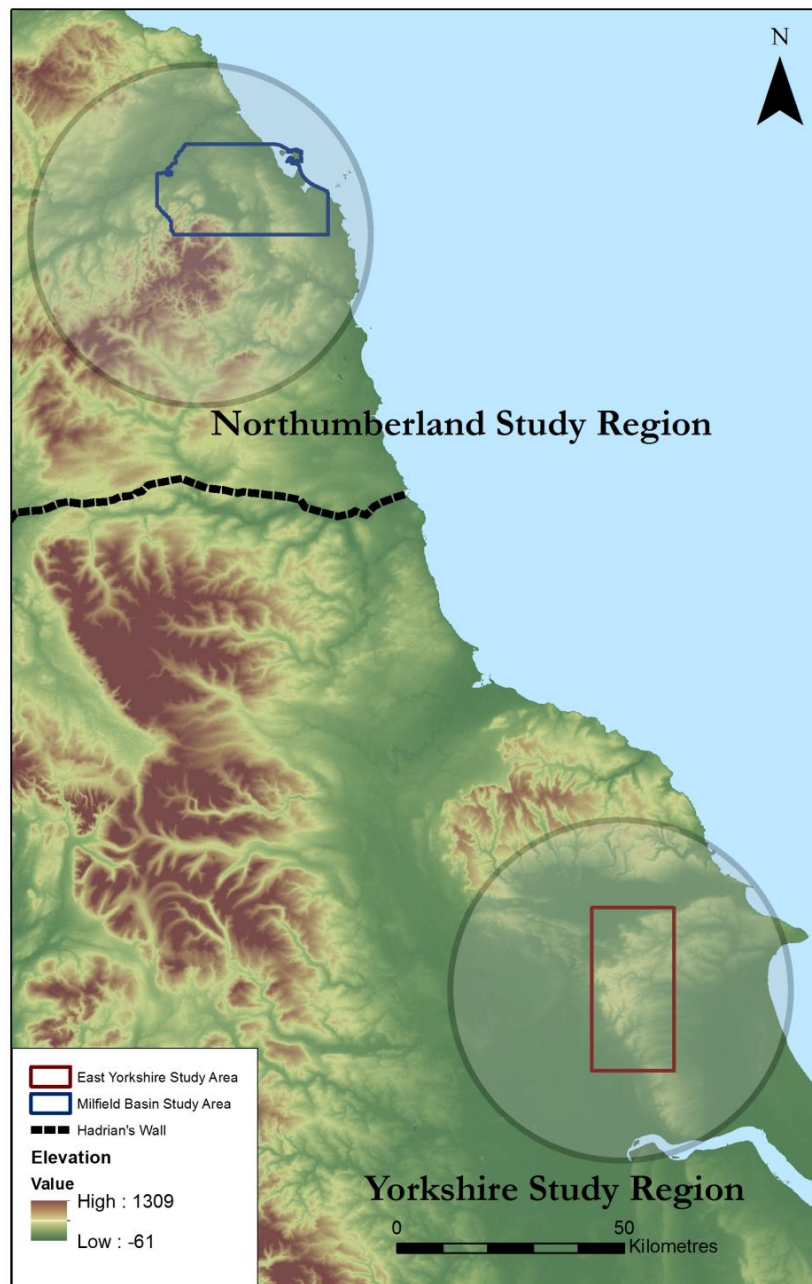 N
Northumberland Study Region
East Yorkshire Study Area
Milfield Basin Study Area
Hadrian's Wall
Elevation
Value
High : 1309
Low : -61
Yorkshire Study Region
0 50
Kilometres